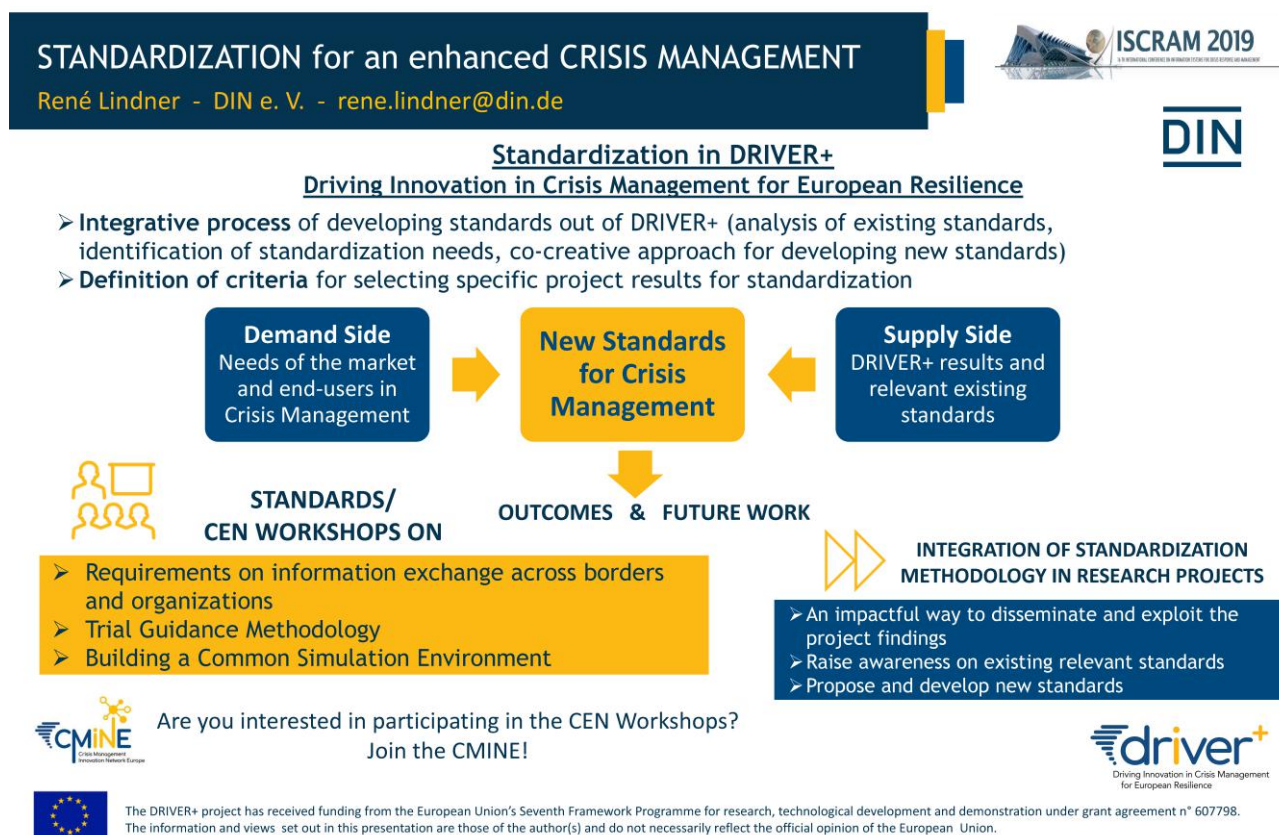 STANDARDIZATION for an enhanced CRISIS MANAGEMENT
René Lindner - DIN e. V. - rene.lindner@din.de
ISCRAM 2019
DIN
Standardization in DRIVER+
Driving Innovation in Crisis Management for European Resilience
➢ Integrative process of developing standards out of DRIVER+ (analysis of existing standards,
identification of standardization needs, co-creative approach for developing new standards)
➢ Definition of criteria for selecting specific project results for standardization
Demand Side
Needs of the market
and end-users in
Crisis Management
New Standards
for Crisis
Management
Supply Side
DRIVER+ results and
relevant existing
standards
STANDARDS/
CEN WORKSHOPS ON
OUTCOMES & FUTURE WORK
➢ Requirements on information exchange across borders
and organizations
➢ Trial Guidance Methodology
➢ Building a Common Simulation Environment
INTEGRATION OF STANDARDIZATION
METHODOLOGY IN RESEARCH PROJECTS
➢ An impactful way to disseminate and exploit the
project findings
➢ Raise awareness on existing relevant standards
➢ Propose and develop new standards
CMINE
Crisis Management
Innovation Network Europe
Are you interested in participating in the CEN Workshops?
Join the CMINE!
driver+
Driving Innovation in Crisis Management
for European Resilience
The DRIVER+ project has received funding from the European Union's Seventh Framework Programme for research, technological development and demonstration under grant agreement n° 607798.
The information and views set out in this presentation are those of the author(s) and do not necessarily reflect the official opinion of the European Union.